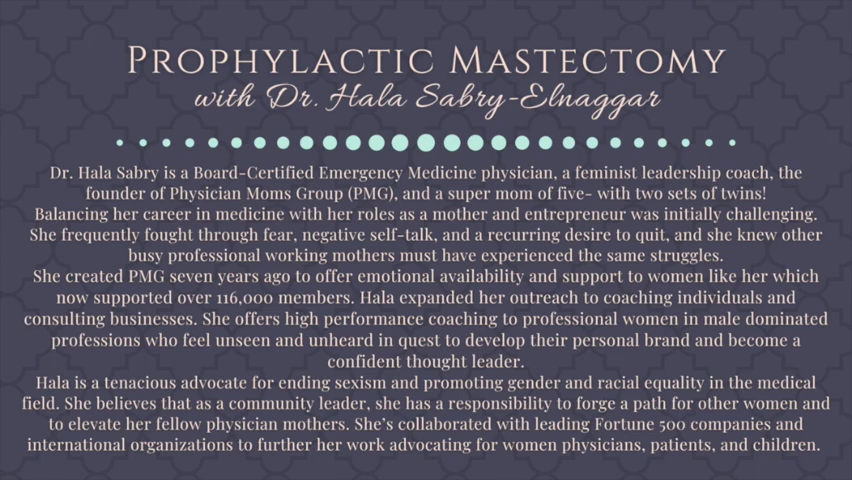 Prophylactic Mastectomy
with Dr. Hala Sabry-Elnaggar
Dr. Hala Sabry is a Board-Certified Emergency Medicine physician, a feminist leadership coach, the
founder of Physician Moms Group (PMG), and a super mom of five- with two sets of twins!
Balancing her career in medicine with her roles as a mother and entrepreneur was initially challenging.
She frequently fought through fear, negative self-talk, and a recurring desire to quit, and she knew other
busy professional working mothers must have experienced the same struggles.
She created PMG seven years ago to offer emotional availability and support to women like her which
now supported over 116,000 members. Hala expanded her outreach to coaching individuals and
consulting businesses. She offers high performance coaching to professional women in male dominated
professions who feel unseen and unheard in quest to develop their personal brand and become a
confident thought leader.
Hala is a tenacious advocate for ending sexism and promoting gender and racial equality in the medical
field. She believes that as a community leader, she has a responsibility to forge a path for other women and
to elevate her fellow physician mothers. She's collaborated with leading Fortune 500 companies and
international organizations to further her work advocating for women physicians, patients, and children.